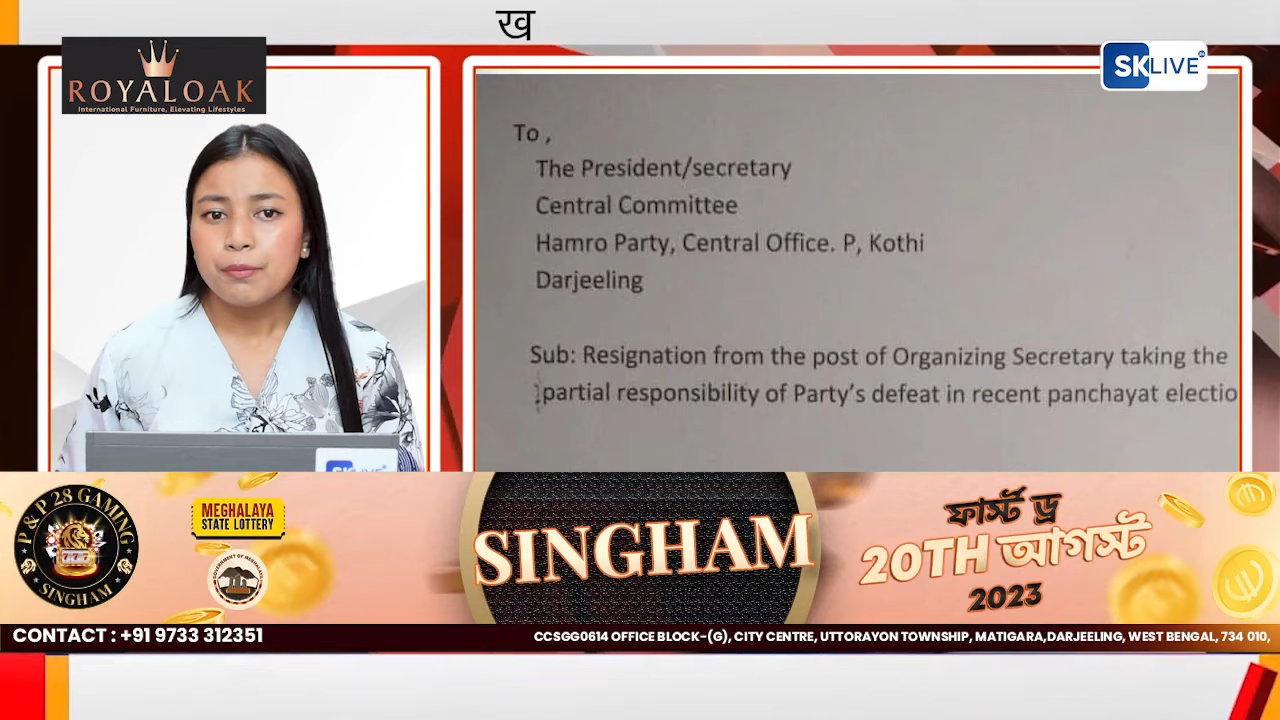 ख
ROYALOAK
International Furniture, Elevating Lifestyles
SKLIVE
To ,
The President/secretary
Central Committee
Hamro Party, Central Office. P, Kothi
Darjeeling
Sub: Resignation from the post of Organizing Secretary taking the
partial responsibility of Party's defeat in recent panchayat electio
P & P 28 GAMING
777
SINGHAM
MEGHALAYA
STATE LOTTERY
SINGHAM
ফার্স্ট ড্র
20TH আগস্ট
2023
CONTACT : +91 9733 312351
CCSGG0614 OFFICE BLOCK-(G), CITY CENTRE, UTTORAYON TOWNSHIP, MATIGARA,DARJEELING, WEST BENGAL, 734 010,